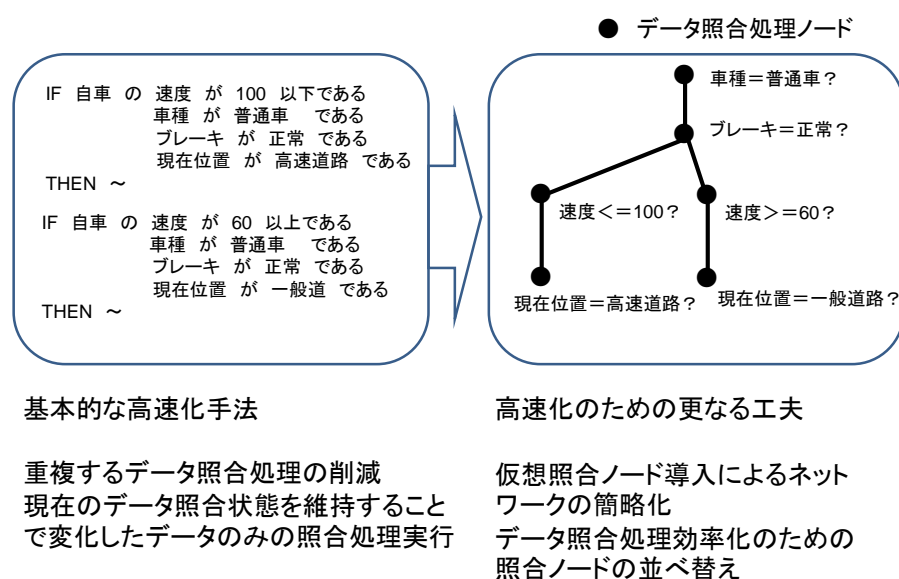 ● データ照合処理ノード
IF 自車 の 速度 が 100 以下である
車種 が 普通車 である
ブレーキ が 正常 である
現在位置 が 高速道路 である
THEN ～
IF 自車 の 速度 が 60 以上である
車種 が 普通車 である
ブレーキ が 正常 である
現在位置 が 一般道 である
THEN ～
車種＝普通車？
ブレーキ＝正常？
速度＜＝100？
速度＞＝60？
現在位置＝高速道路？
現在位置＝一般道路？
基本的な高速化手法
重複するデータ照合処理の削減
現在のデータ照合状態を維持すること
で変化したデータのみの照合処理実行
高速化のための更なる工夫
仮想照合ノード導入によるネット
ワークの簡略化
データ照合処理効率化のための
照合ノードの並べ替え